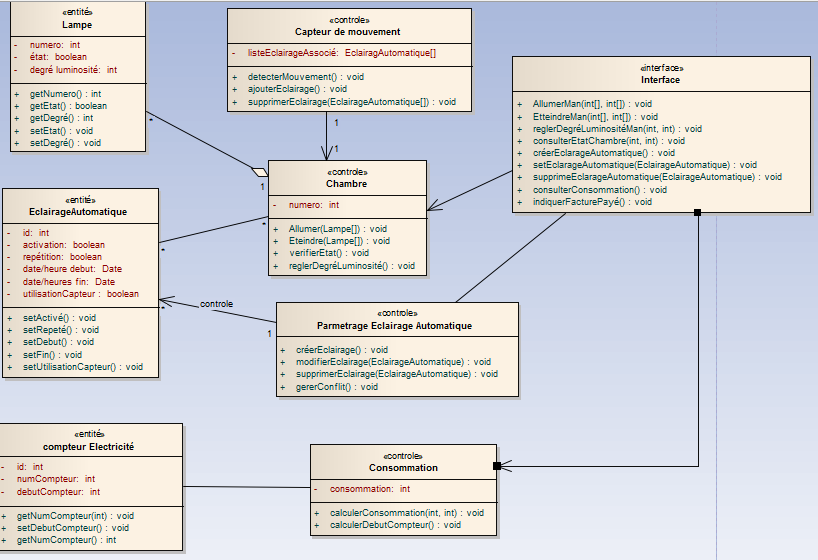 «entité»
Lampe
- numero: int
- état: boolean
- degré luminosité: int
+ getNumero() : int
+ getEtat() : boolean
+ getDegré() : int
+ setEtat() : void
+ setDegré() : void
*
1
«controle»
Capteur de mouvement
- listeEclairageAssocié: EclairagAutomatique[]
+ detecterMouvement() : void
+ ajouterEclairage() : void
+ supprimerEclairage(EclairageAutomatique[]) : void
1
1
«interface»
Interface
+ AllumerMan(int[], int[]) : void
+ EtteindreMan(int[], int[]) : void
+ reglerDegréLuminositéMan(int, int) : void
+ consulterEtatChambre(int, int) : void
+ créerEclarageAutomatique() : void
+ setEclarageAutomatique(EclairageAutomatique) : void
+ supprimeEclarageAutomatique(EclairageAutomatique) : void
+ consulterConsommation() : void
+ indiquerFacturePayé() : void
«controle»
Chambre
- numero: int
+ Allumer(Lampe[]) : void
+ Eteindre(Lampe[]) : void
+ verifierEtat() : void
+ reglerDegréLuminosité() : void
*
*
«entité»
EclairageAutomatique
- id: int
- activation: boolean
- repétition: boolean
- date/heure debut: Date
- date/heures fin: Date
- utilisationCapteur : boolean
+ setActivé() : void
+ setRepeté() : void
+ setDebut() : void
+ setFin() : void
+ setUtilisationCapteur() : void
controle
*
1
«controle»
Parmetrage Eclairage Automatique
+ créerEclairage() : void
+ modifierEclairage(EclairageAutomatique) : void
+ supprimerEclairage(EclairageAutomatique) : void
+ gererConflit() : void
«entité»
compteur Electricité
- id: int
- numCompteur: int
- debutCompteur: int
+ getNumCompteur(int) : void
+ setDebutCompteur() : void
+ getNumCompteur() : int
«controle»
Consommation
- consommation: int
+ calculerConsommation(int, int) : void
+ calculerDebutCompteur() : void